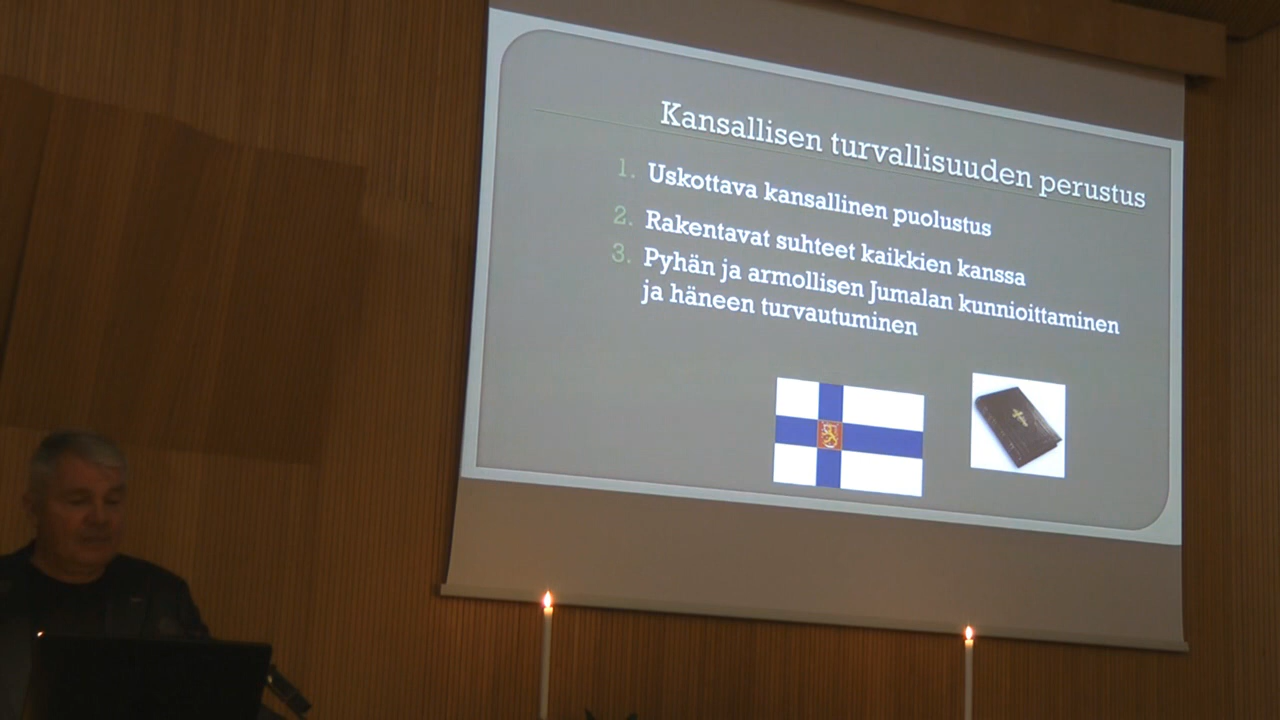 Kansallisen turvallisuuden perustus
1. Uskottava kansallinen puolustus
2. Rakentavat suhteet kaikkien kanssa
3. Pyhän ja armollisen Jumalan kunnioittaminen
ja häneen turvautuminen